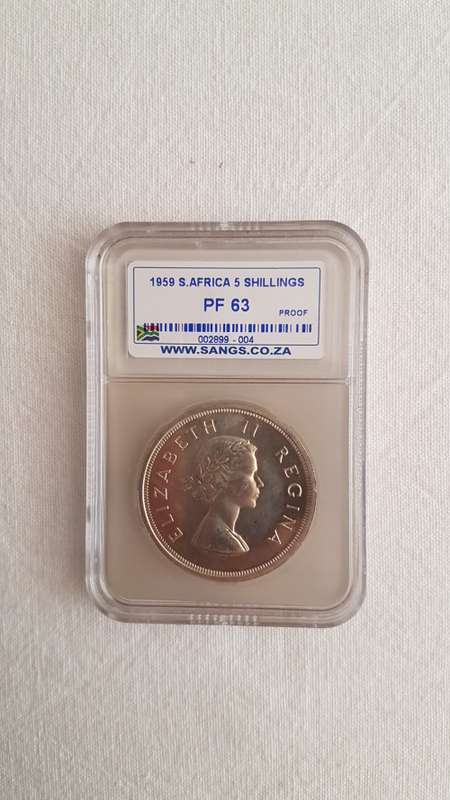 1959 S.AFRICA 5 SHILLINGS
PF 63
PROOF
002899 - 004
WWW.SANGS.CO.ZA
ELIZABETH II REGINA